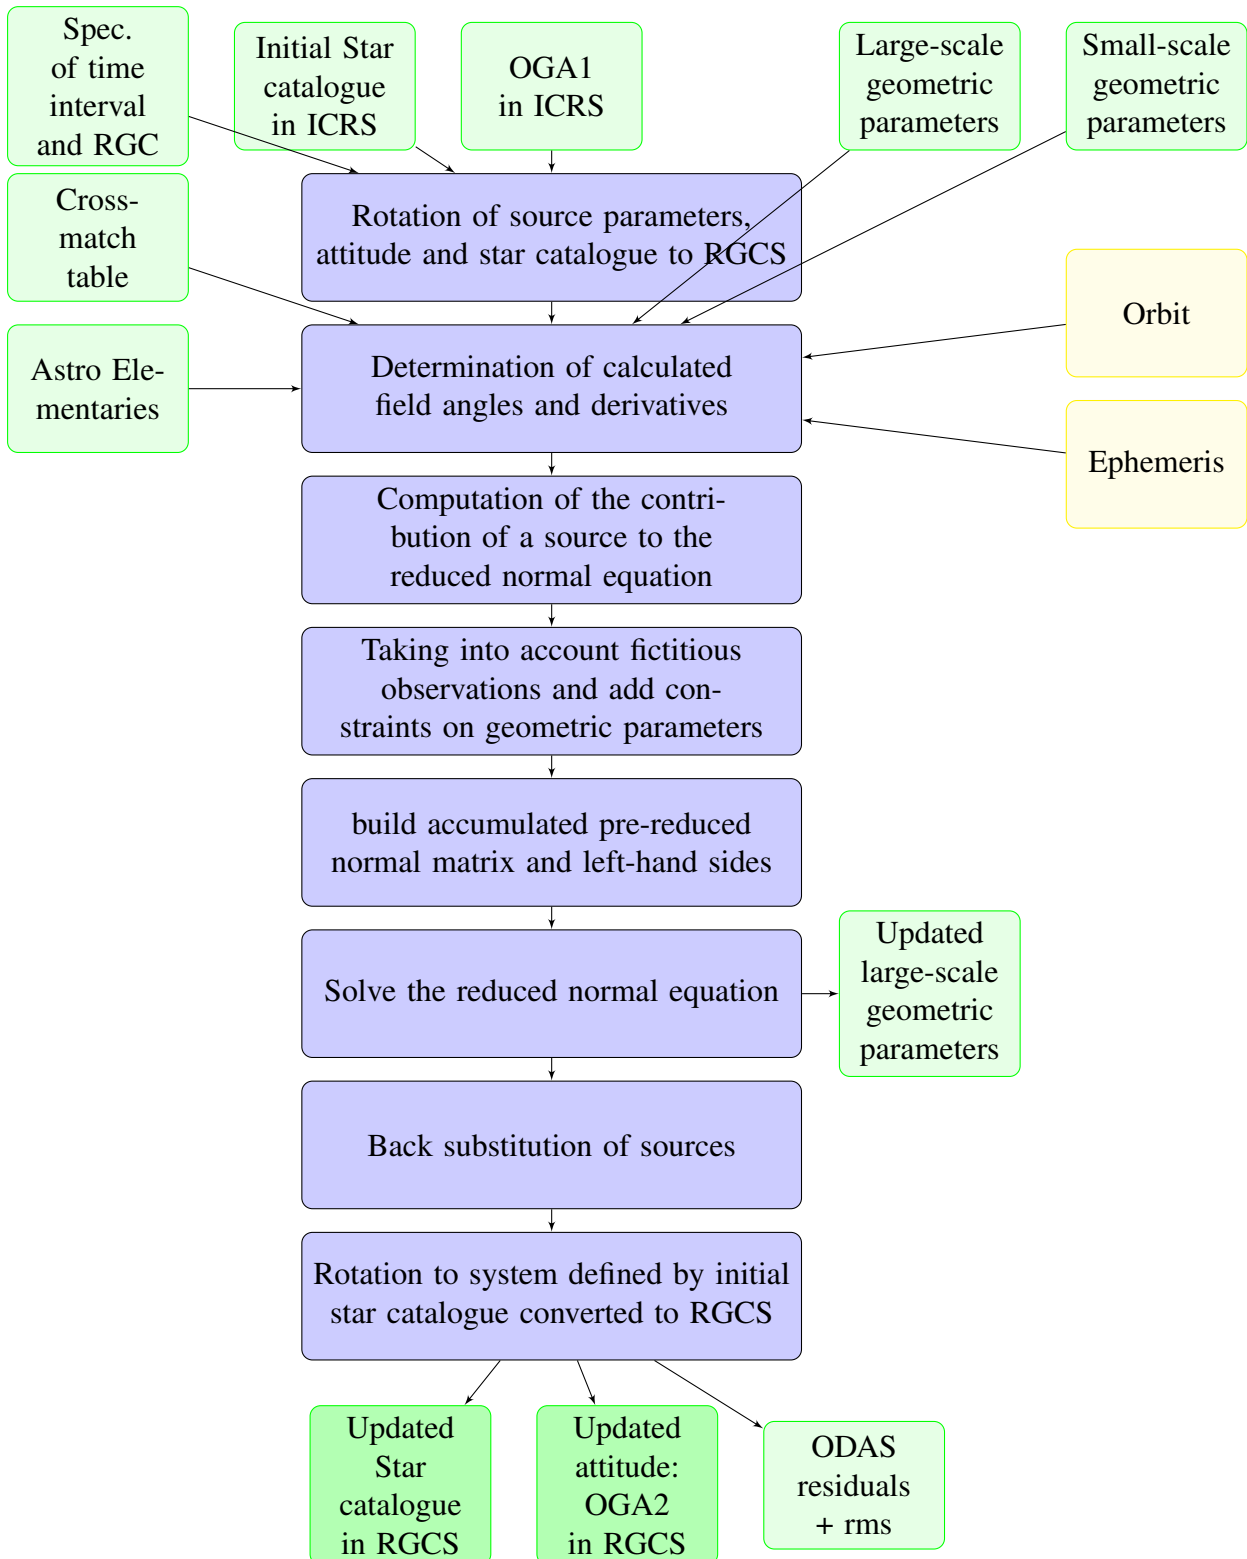 Spec.
of time
interval
and RGC
Initial Star
catalogue
in ICRS
OGA1
in ICRS
Large-scale
geometric
parameters
Small-scale
geometric
parameters
Rotation of source parameters,
attitude and star catalogue to RGCS
Cross-
match
table
Orbit
Astro Ele-
mentaries
Determination of calculated
field angles and derivatives
Ephemeris
Computation of the contri-
bution of a source to the
reduced normal equation
Taking into account fictitious
observations and add con-
straints on geometric parameters
build accumulated pre-reduced
normal matrix and left-hand sides
Solve the reduced normal equation
Updated
large-scale
geometric
parameters
Back substitution of sources
Rotation to system defined by initial
star catalogue converted to RGCS
Updated
Star
catalogue
in RGCS
Updated
attitude:
OGA2
in RGCS
ODAS
residuals
+ rms